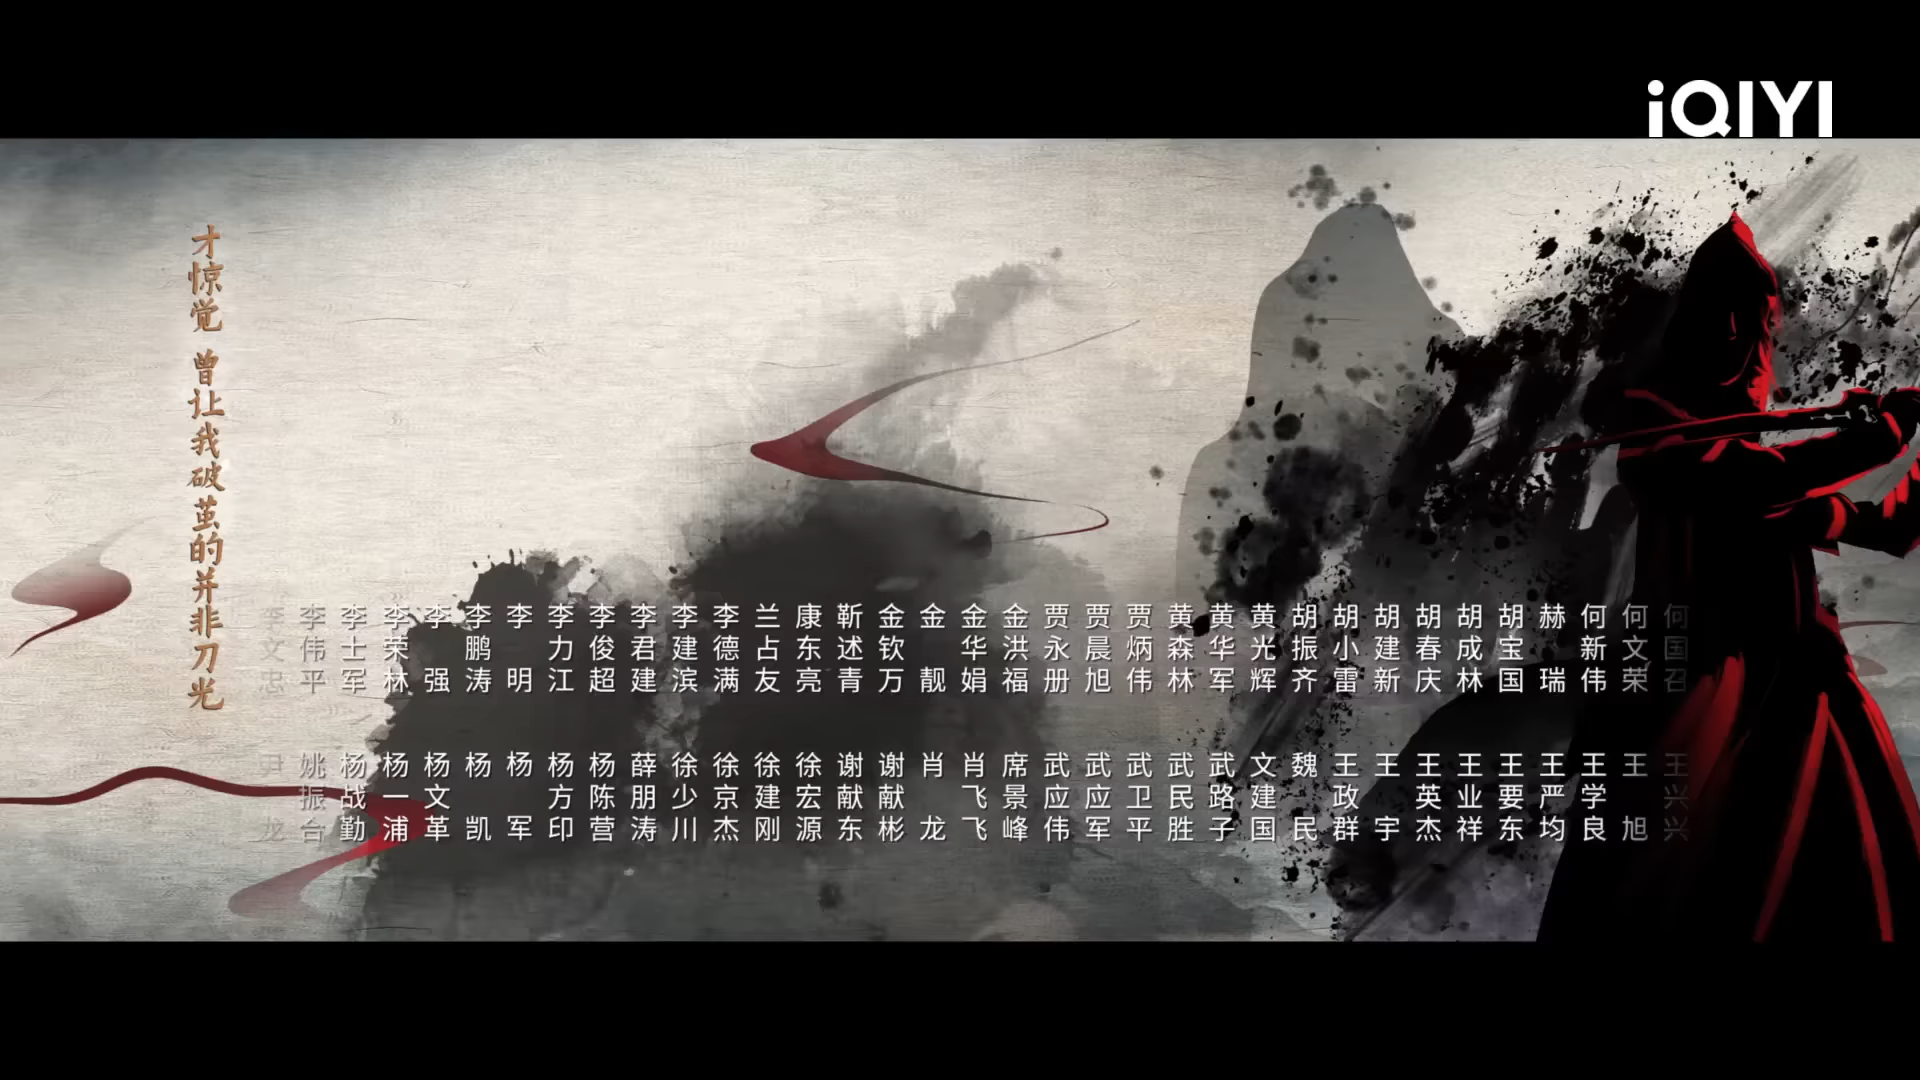 iQIYI
何国召
何文荣
何新伟
赫瑞
胡宝国
胡成林
胡春庆
胡建新
胡小雷
胡振齐
黄光辉
黄华军
黄森林
贾炳伟
贾晨旭
贾永册
金洪福
金华娟
金靓
金钦万
靳述青
康东亮
兰占友
李德满
李建滨
李君建
李俊超
李力江
李明
李鹏涛
李强
李荣林
李士军
李伟平
李文忠
王兴兴
王旭
王学良
王严均
王要东
王业祥
王英杰
王宇
王政群
魏民
文建国
武路子
武民胜
武卫平
武应军
武应伟
席景峰
肖飞飞
肖龙
谢献彬
谢献东
徐宏源
徐建刚
徐京杰
徐少川
薛朋涛
杨陈营
杨方印
杨军
杨凯
杨文革
杨一浦
杨战勤
姚振台
尹龙
才惊觉 曾让我破茧的并非刀光